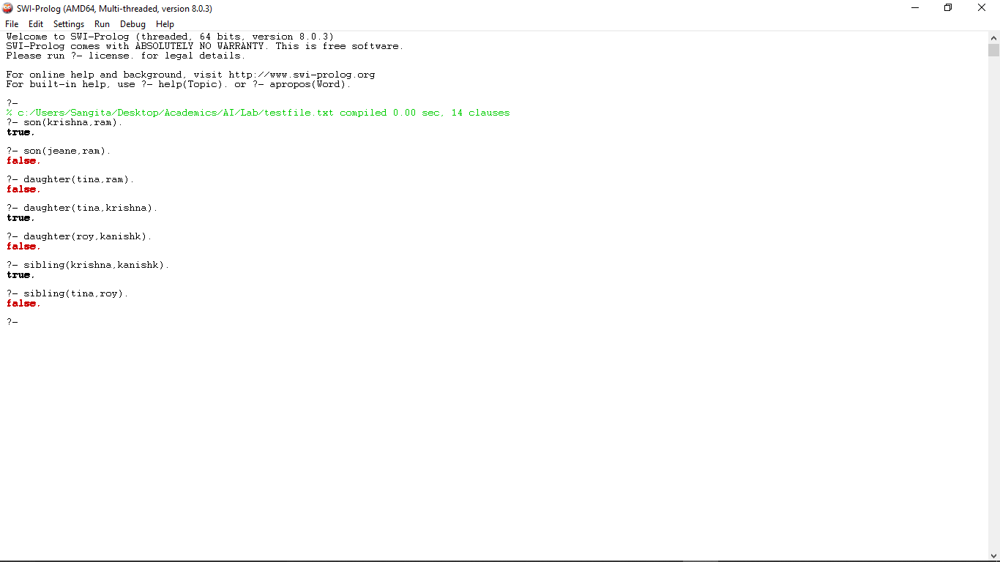 SWI-Prolog (AMD64, Multi-threaded, version 8.0.3)
File Edit Settings Run Debug Help
Welcome to SWI-Prolog (threaded, 64 bits, version 8.0.3)
SWI-Prolog comes with ABSOLUTELY NO WARRANTY. This is free software.
Please run ?- license. for legal details.
For online help and background, visit http://www.swi-prolog.org
For built-in help, use ?- help(Topic). or ?- apropos(Word).
?-
% c:/Users/Sangita/Desktop/Academics/AI/Lab/testfile.txt compiled 0.00 sec, 14 clauses
?- son(krishna,ram).
true.
?- son(jeane,ram).
false.
?- daughter(tina,ram).
false.
?- daughter(tina,krishna).
true.
?- daughter(roy,kanishk).
false.
?- sibling(krishna,kanishk).
true.
?- sibling(tina,roy).
false.
?-